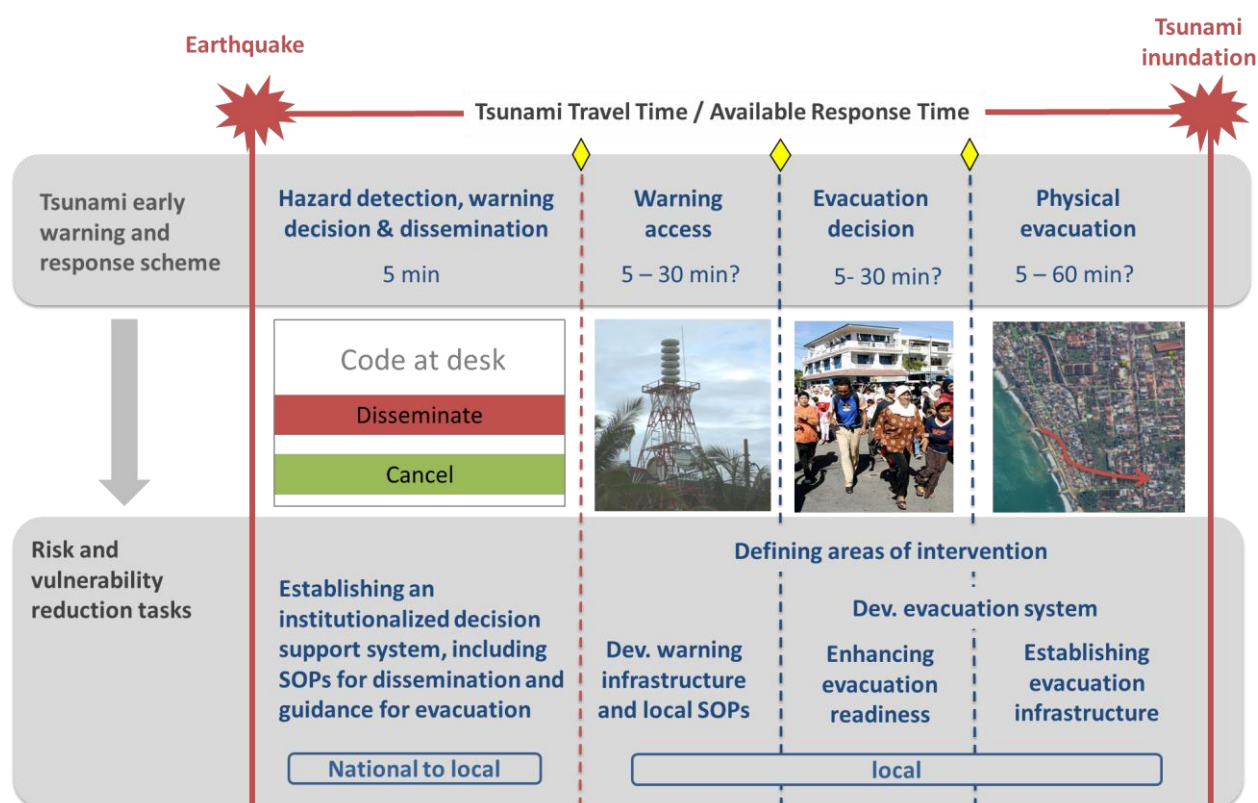 Earthquake
Tsunami
inundation
Tsunami Travel Time / Available Response Time
Tsunami early
warning and
response scheme
Hazard detection, warning
decision & dissemination
5 min
Warning
access
5 – 30 min?
Evacuation
decision
5- 30 min?
Physical
evacuation
5 – 60 min?
Code at desk
Disseminate
Cancel
Risk and
vulnerability
reduction tasks
Defining areas of intervention
Establishing an
institutionalized decision
support system, including
SOPs for dissemination and
guidance for evacuation
Dev. evacuation system
Dev. warning
infrastructure
and local SOPs
Enhancing
evacuation
readiness
Establishing
evacuation
infrastructure
National to local
local